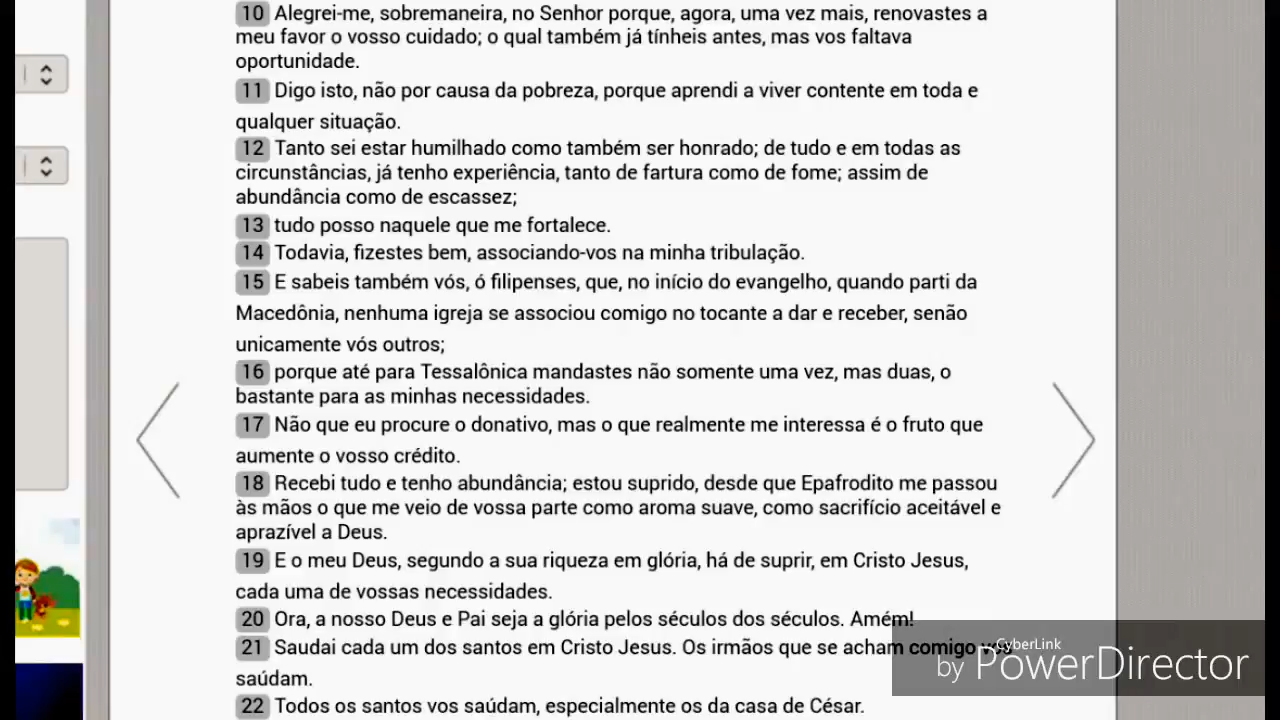 10 Alegrei-me, sobremaneira, no Senhor porque, agora, uma vez mais, renovastes a
meu favor o vosso cuidado; o qual também já tínheis antes, mas vos faltava
oportunidade.
11 Digo isto, não por causa da pobreza, porque aprendi a viver contente em toda e
qualquer situação.
12 Tanto sei estar humilhado como também ser honrado; de tudo e em todas as
circunstâncias, já tenho experiência, tanto de fartura como de fome; assim de
abundância como de escassez;
13 tudo posso naquele que me fortalece.
14 Todavia, fizestes bem, associando-vos na minha tribulação.
15 E sabeis também vós, ó filipenses, que, no início do evangelho, quando parti da
Macedônia, nenhuma igreja se associou comigo no tocante a dar e receber, senão
unicamente vós outros;
16 porque até para Tessalônica mandastes não somente uma vez, mas duas, o
bastante para as minhas necessidades.
17 Não que eu procure o donativo, mas o que realmente me interessa é o fruto que
aumente o vosso crédito.
18 Recebi tudo e tenho abundância; estou suprido, desde que Epafrodito me passou
às mãos o que me veio de vossa parte como aroma suave, como sacrifício aceitável e
aprazível a Deus.
19 E o meu Deus, segundo a sua riqueza em glória, há de suprir, em Cristo Jesus,
cada uma de vossas necessidades.
20 Ora, a nosso Deus e Pai seja a glória pelos séculos dos séculos. Amém!
21 Saudai cada um dos santos em Cristo Jesus. Os irmãos que se acham comigo vos
saúdam.
22 Todos os santos vos saúdam, especialmente os da casa de César.
CyberLink
by PowerDirector